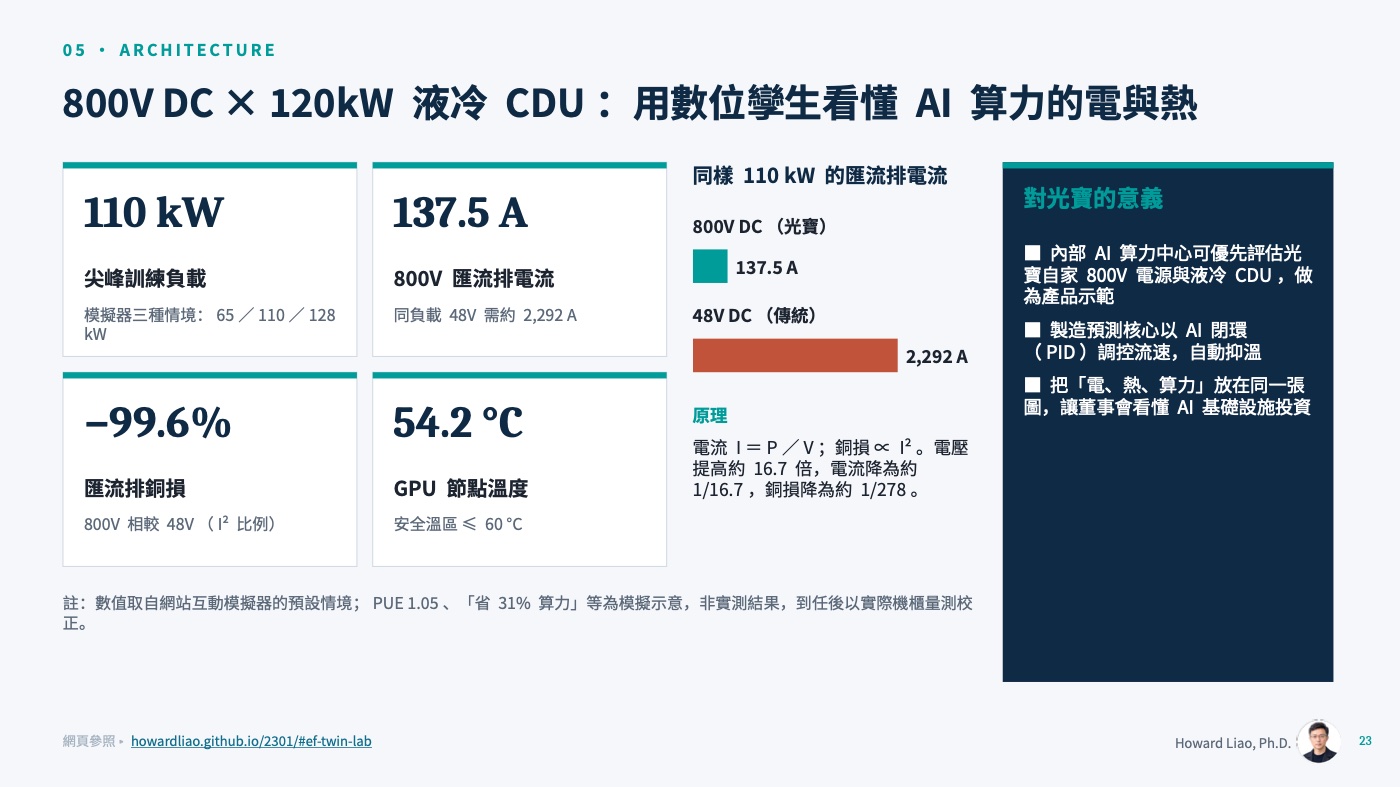 05 • ARCHITECTURE
800V DC × 120kW 液冷 CDU：用數位孿生看懂 AI 算力的電與熱
110 kW
尖峰訓練負載
模擬器三種情境： 65 ／ 110 ／ 128
kW
137.5 A
800V 匯流排電流
同負載 48V 需約 2,292 A
−99.6%
匯流排銅損
800V 相較 48V （ I² 比例）
54.2 °C
GPU 節點溫度
安全溫區 ≤ 60 °C
同樣 110 kW 的匯流排電流
800V DC （光寶）
137.5 A
48V DC （傳統）
2,292 A
原理
電流 I ＝ P ／ V ； 銅損 ∝ I² 。電壓
提高約 16.7 倍，電流降為約
1/16.7 ，銅損降為約 1/278 。
對光寶的意義
■ 內部 AI 算力中心可優先評估光
寶自家 800V 電源與液冷 CDU ，做
為產品示範
■ 製造預測核心以 AI 閉環
（ PID ）調控流速，自動抑溫
■ 把「電、熱、算力」放在同一張
圖，讓董事會看懂 AI 基礎設施投資
註：數值取自網站互動模擬器的預設情境； PUE 1.05 、「省 31% 算力」等為模擬示意，非實測結果，到任後以實際機櫃量測校
正。
網頁參照 ▸ howardliao.github.io/2301/#ef-twin-lab
Howard Liao, Ph.D.
23